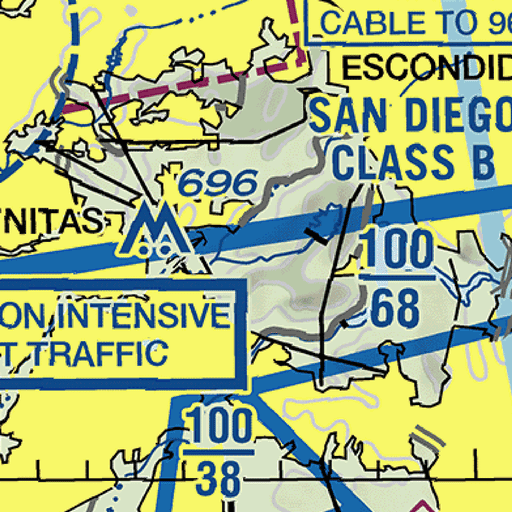 CABLE TO 96
ESCONDID
SAN DIEGO
CLASS B
696
NITAS
100
68
ON INTENSIVE
T TRAFFIC
100
38